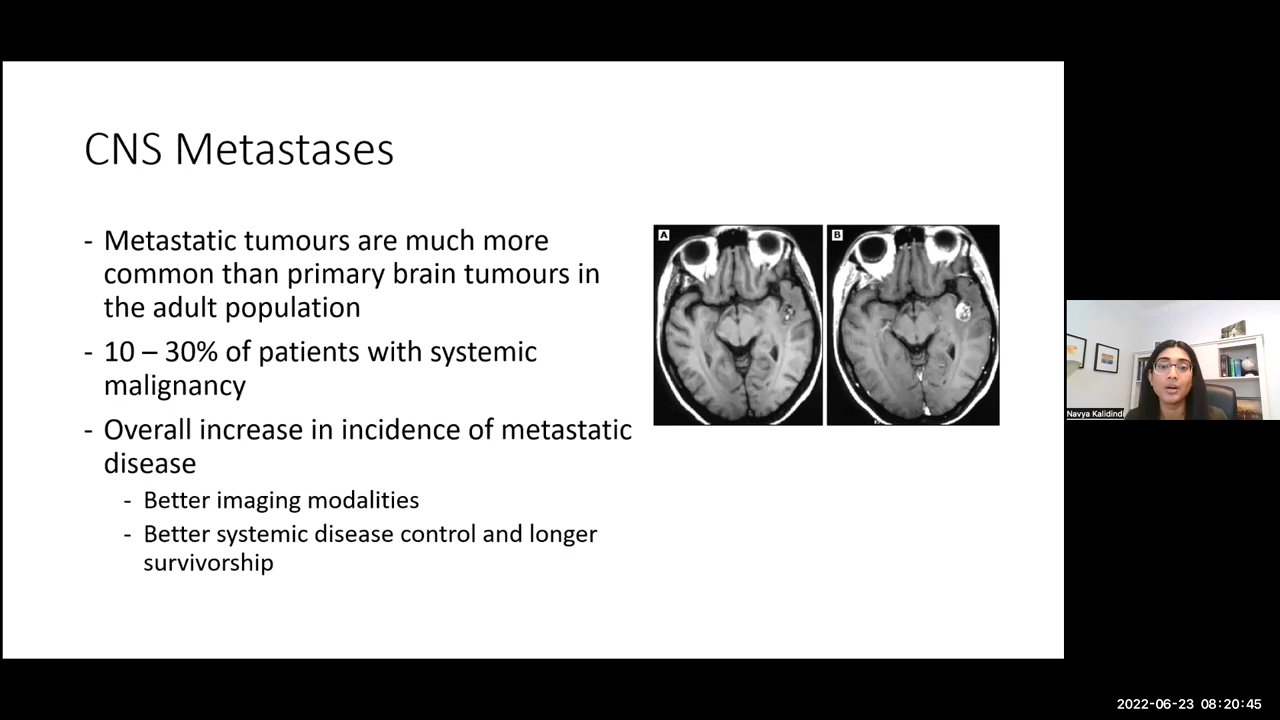 CNS Metastases
- Metastatic tumours are much more
common than primary brain tumours in
the adult population
- 10 – 30% of patients with systemic
malignancy
- Overall increase in incidence of metastatic
disease
- Better imaging modalities
- Better systemic disease control and longer
survivorship
A
B
Navya Kalidindi
2022-06-23 08:20:45